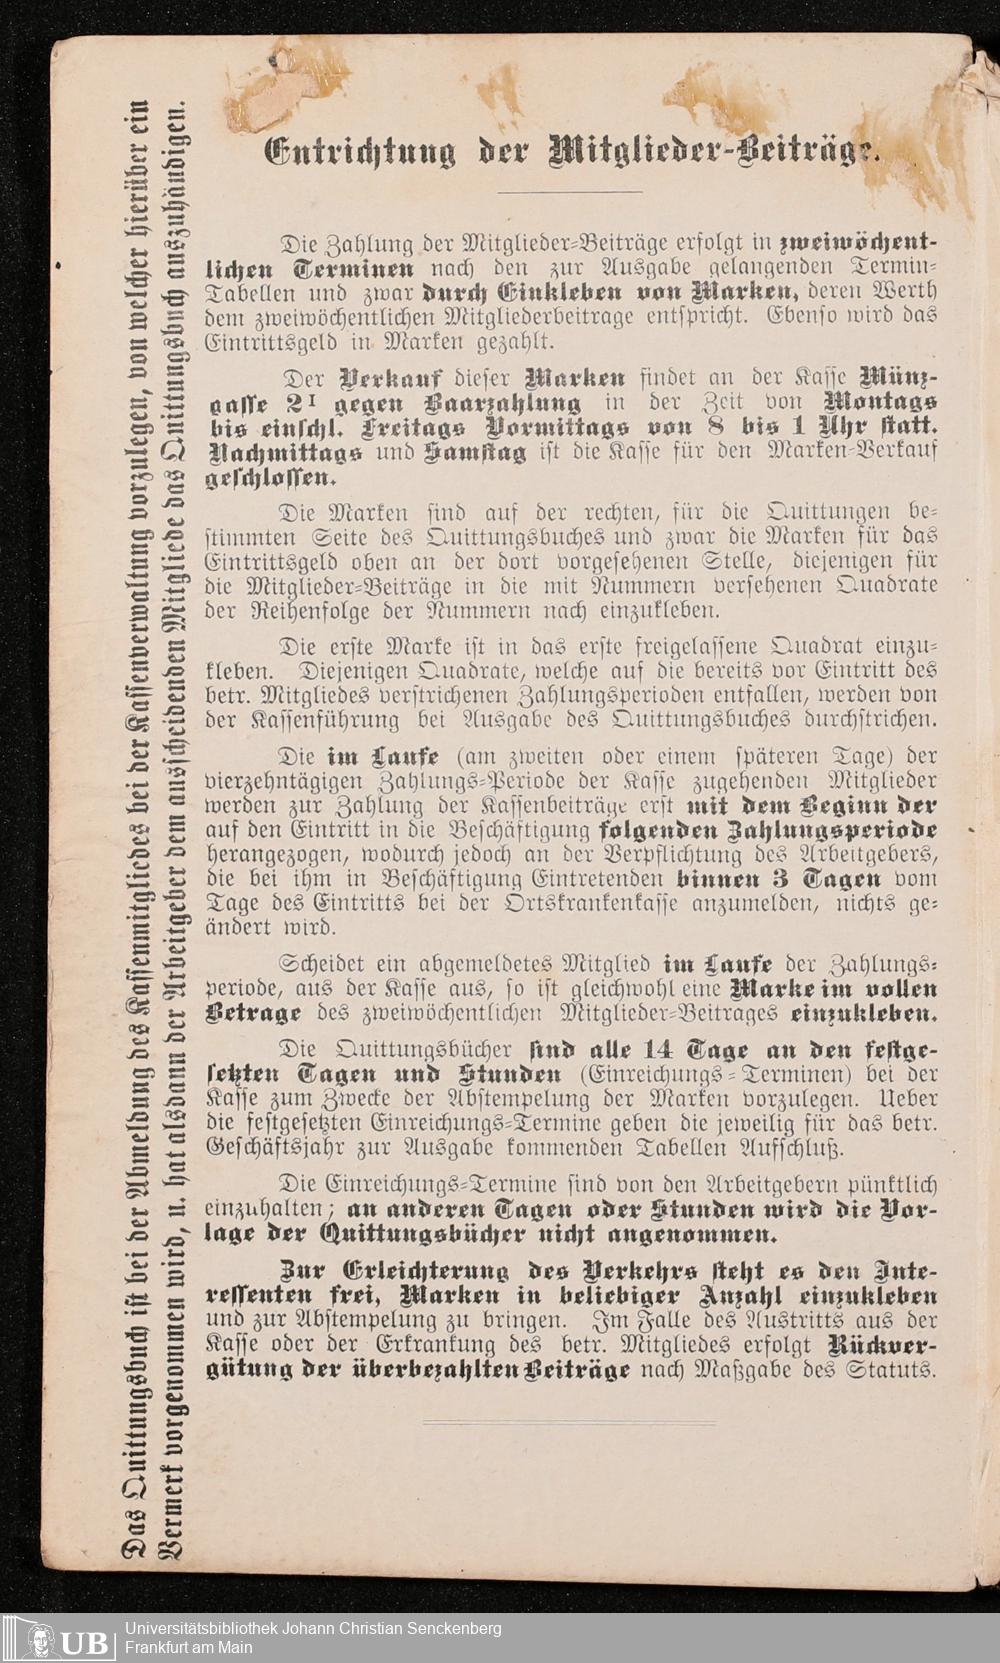 Das Quittungsbuch ist bei der Abmeldung des Kassenmitgliedes bei der Kassenverwaltung vorzulegen, von welcher hierüber ein
Vermerk vorgenommen wird, u. hat alsdann der Arbeitgeber dem ausscheidenden Mitgliede das Quittungsbuch auszuhändigen.
Entrichtung der Mitglieder-Beiträge.
Die Zahlung der Mitglieder-Beiträge erfolgt in zweiwöchent-
lichen Terminen nach den zur Ausgabe gelangenden Termin-
Tabellen und zwar durch Einkleben von Marken, deren Werth
dem zweiwöchentlichen Mitgliederbeitrage entspricht. Ebenso wird das
Eintrittsgeld in Marken gezahlt.
Der Verkauf dieser Marken findet an der Kasse Münz-
gasse 2I gegen Baarzahlung in der Zeit von Montags
bis einschl. Freitags Vormittags von 8 bis 1 Uhr statt.
Nachmittags und Samstag ist die Kasse für den Marken-Verkauf
geschlossen.
Die Marken sind auf der rechten, für die Quittungen be-
stimmten Seite des Quittungsbuches und zwar die Marken für das
Eintrittsgeld oben an der dort vorgesehenen Stelle, diejenigen für
die Mitglieder-Beiträge in die mit Nummern versehenen Quadrate
der Reihenfolge der Nummern nach einzukleben.
Die erste Marke ist in das erste freigelassene Quadrat einzu-
kleben. Diejenigen Quadrate, welche auf die bereits vor Eintritt des
betr. Mitgliedes verstrichenen Zahlungsperioden entfallen, werden von
der Kassenführung bei Ausgabe des Quittungsbuches durchstrichen.
Die im Laufe (am zweiten oder einem späteren Tage) der
vierzehntägigen Zahlungs-Periode der Kasse zugehenden Mitglieder
werden zur Zahlung der Kassenbeiträge erst mit dem Beginn der
auf den Eintritt in die Beschäftigung folgenden Zahlungsperiode
herangezogen, wodurch jedoch an der Verpflichtung des Arbeitgebers,
die bei ihm in Beschäftigung Eintretenden binnen 3 Tagen vom
Tage des Eintritts bei der Ortskrankenkasse anzumelden, nichts ge-
ändert wird.
Scheidet ein abgemeldetes Mitglied im Laufe der Zahlungs-
periode, aus der Kasse aus, so ist gleichwohl eine Marke im vollen
Betrage des zweiwöchentlichen Mitglieder-Beitrages einzukleben.
Die Quittungsbücher sind alle 14 Tage an den festge-
setzten Tagen und Stunden (Einreichungs-Terminen) bei der
Kasse zum Zwecke der Abstempelung der Marken vorzulegen. Ueber
die festgesetzten Einreichungs-Termine geben die jeweilig für das betr.
Geschäftsjahr zur Ausgabe kommenden Tabellen Aufschluß.
Die Einreichungs-Termine sind von den Arbeitgebern pünktlich
einzuhalten; an anderen Tagen oder Stunden wird die Vor-
lage der Quittungsbücher nicht angenommen.
Zur Erleichterung des Verkehrs steht es den Inte-
ressenten frei, Marken in beliebiger Anzahl einzukleben
und zur Abstempelung zu bringen. Im Falle des Austritts aus der
Kasse oder der Erkrankung des betr. Mitgliedes erfolgt Rückver-
gütung der überbezahlten Beiträge nach Maßgabe des Statuts.
UB
Universitätsbibliothek Johann Christian Senckenberg
Frankfurt am Main